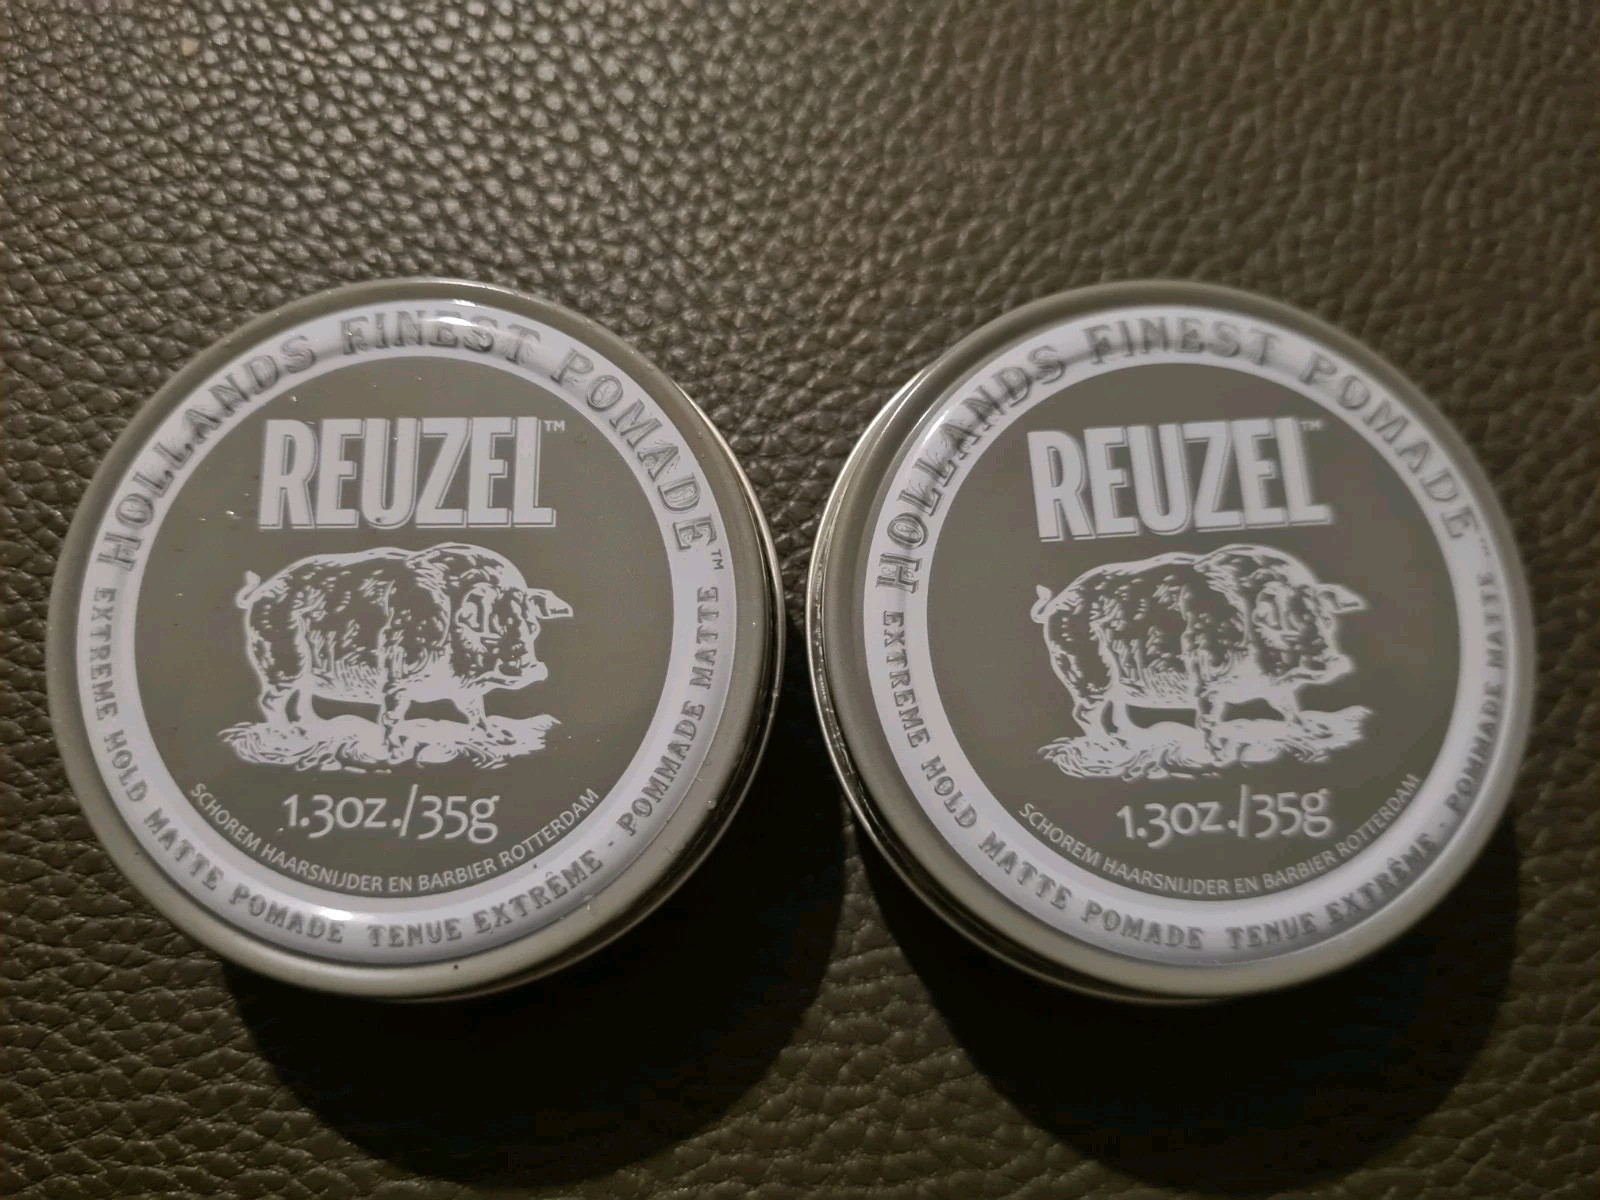 HOLLANDS FINEST POMADE™
REUZEL™
1.3oz./35g
SCHOREM HAARSNIJDER EN BARBIER ROTTERDAM
EXTREME HOLD MATTE POMADE TENUE EXTRÊME - POMMADE MATTE
HOLLANDS FINEST POMADE™
REUZEL™
1.3oz./35g
SCHOREM HAARSNIJDER EN BARBIER ROTTERDAM
EXTREME HOLD MATTE POMADE TENUE EXTRÊME - POMMADE MATTE